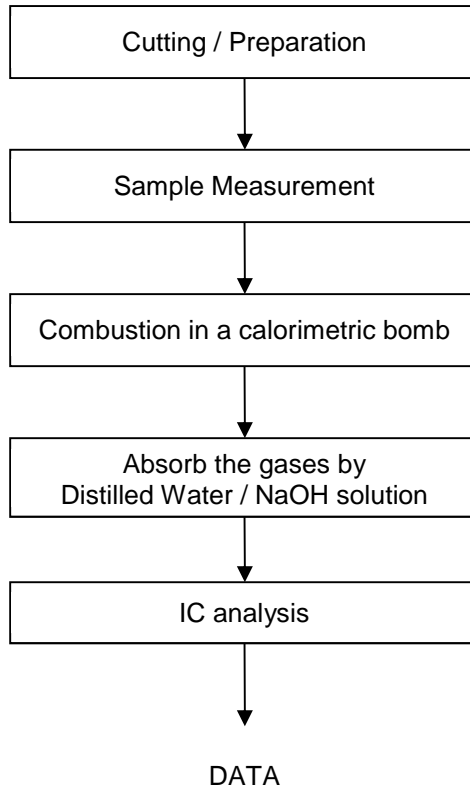 Cutting / Preparation
Sample Measurement
Combustion in a calorimetric bomb
Absorb the gases by
Distilled Water / NaOH solution
IC analysis
DATA